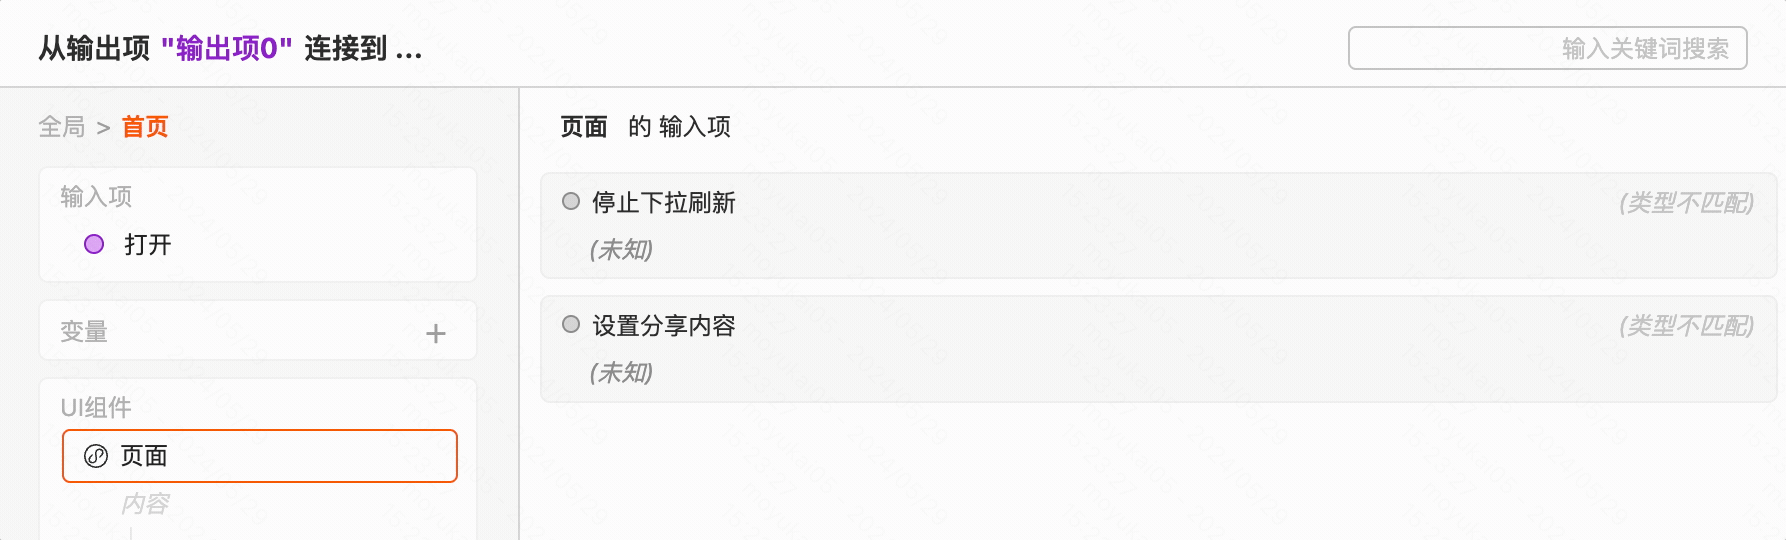 从输出项 "输出项0" 连接到 ...
输入关键词搜索
全局 > 首页
输入项
打开
变量
UI组件
页面
内容
页面 的 输入项
停止下拉刷新
(类型不匹配)
(未知)
设置分享内容
(类型不匹配)
(未知)